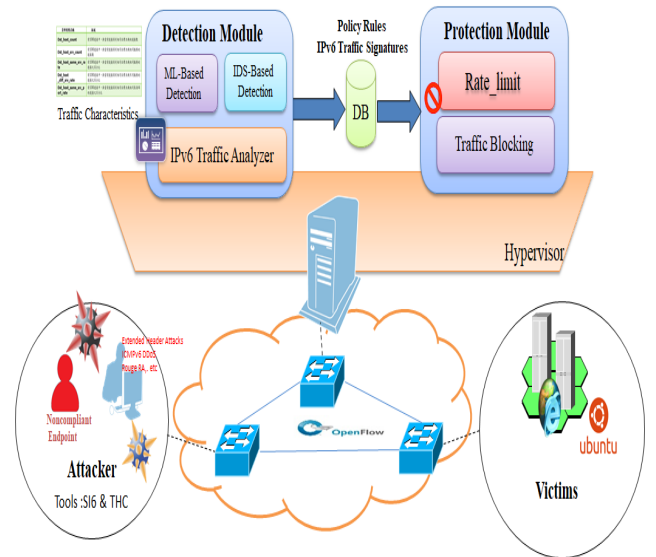 Detection Module
ML-Based
Detection
IDS-Based
Detection
IPv6 Traffic Analyzer
Traffic Characteristics
Policy Rules
IPv6 Traffic Signatures
DB
Protection Module
Rate_limit
Traffic Blocking
Hypervisor
Extended Header Attacks
ICMPv6 DDoS
Rouge RA, . etc
Noncompliant
Endpoint
Attacker
Tools :SI6 & THC
OpenFlow
ubuntu
Victims